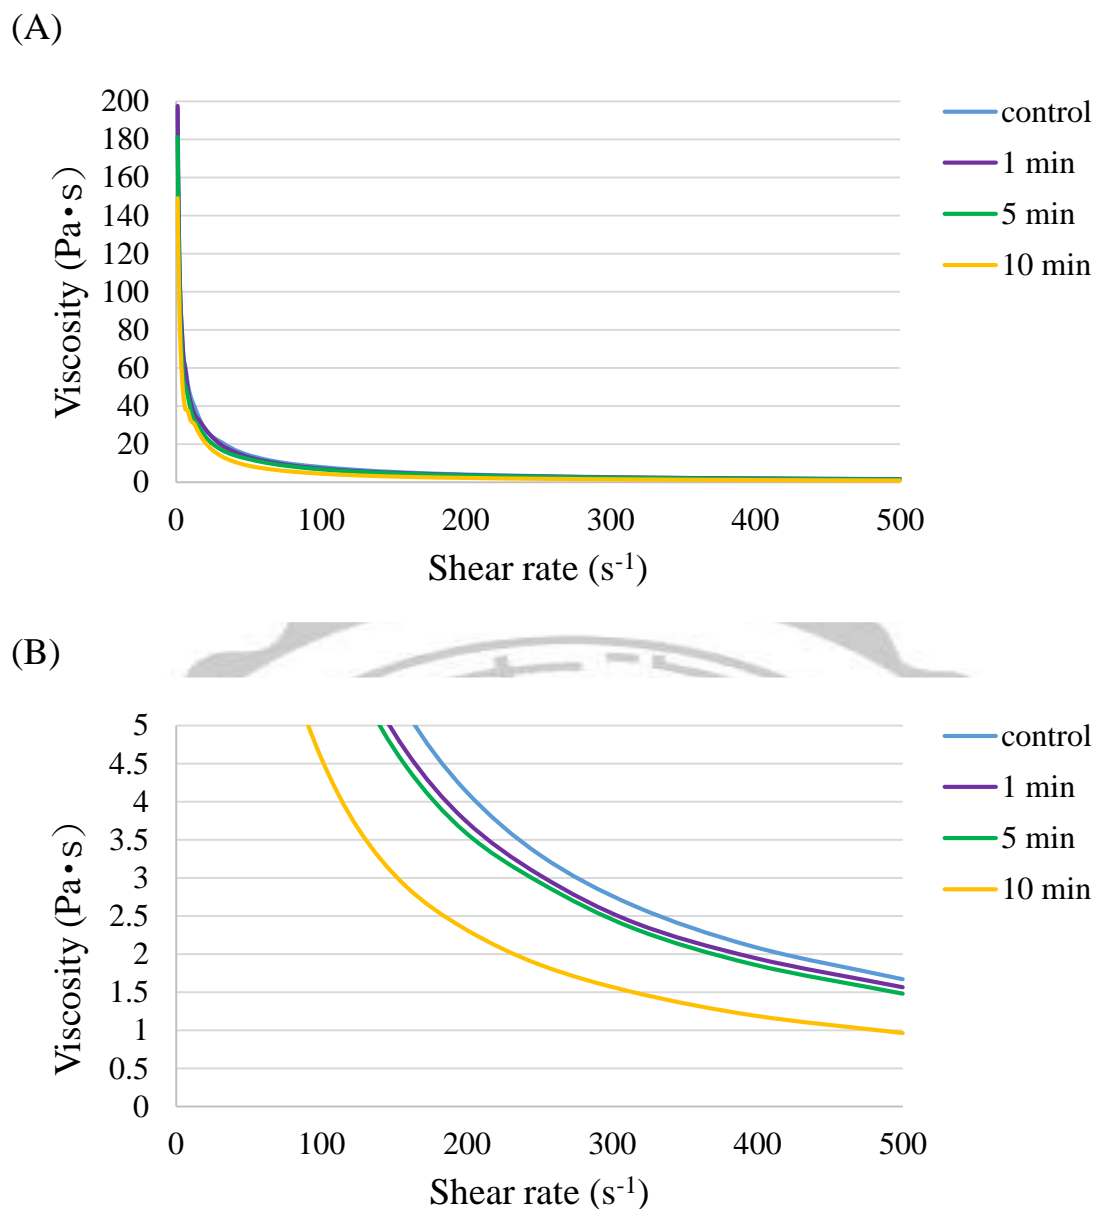 (A)
200
180
160
140
120
100
80
60
40
20
0
Viscosity (Pa•s)
0 100 200 300 400 500
Shear rate (s⁻¹)
control
1 min
5 min
10 min
(B)
5
4.5
4
3.5
3
2.5
2
1.5
1
0.5
0
Viscosity (Pa•s)
0 100 200 300 400 500
Shear rate (s⁻¹)
control
1 min
5 min
10 min